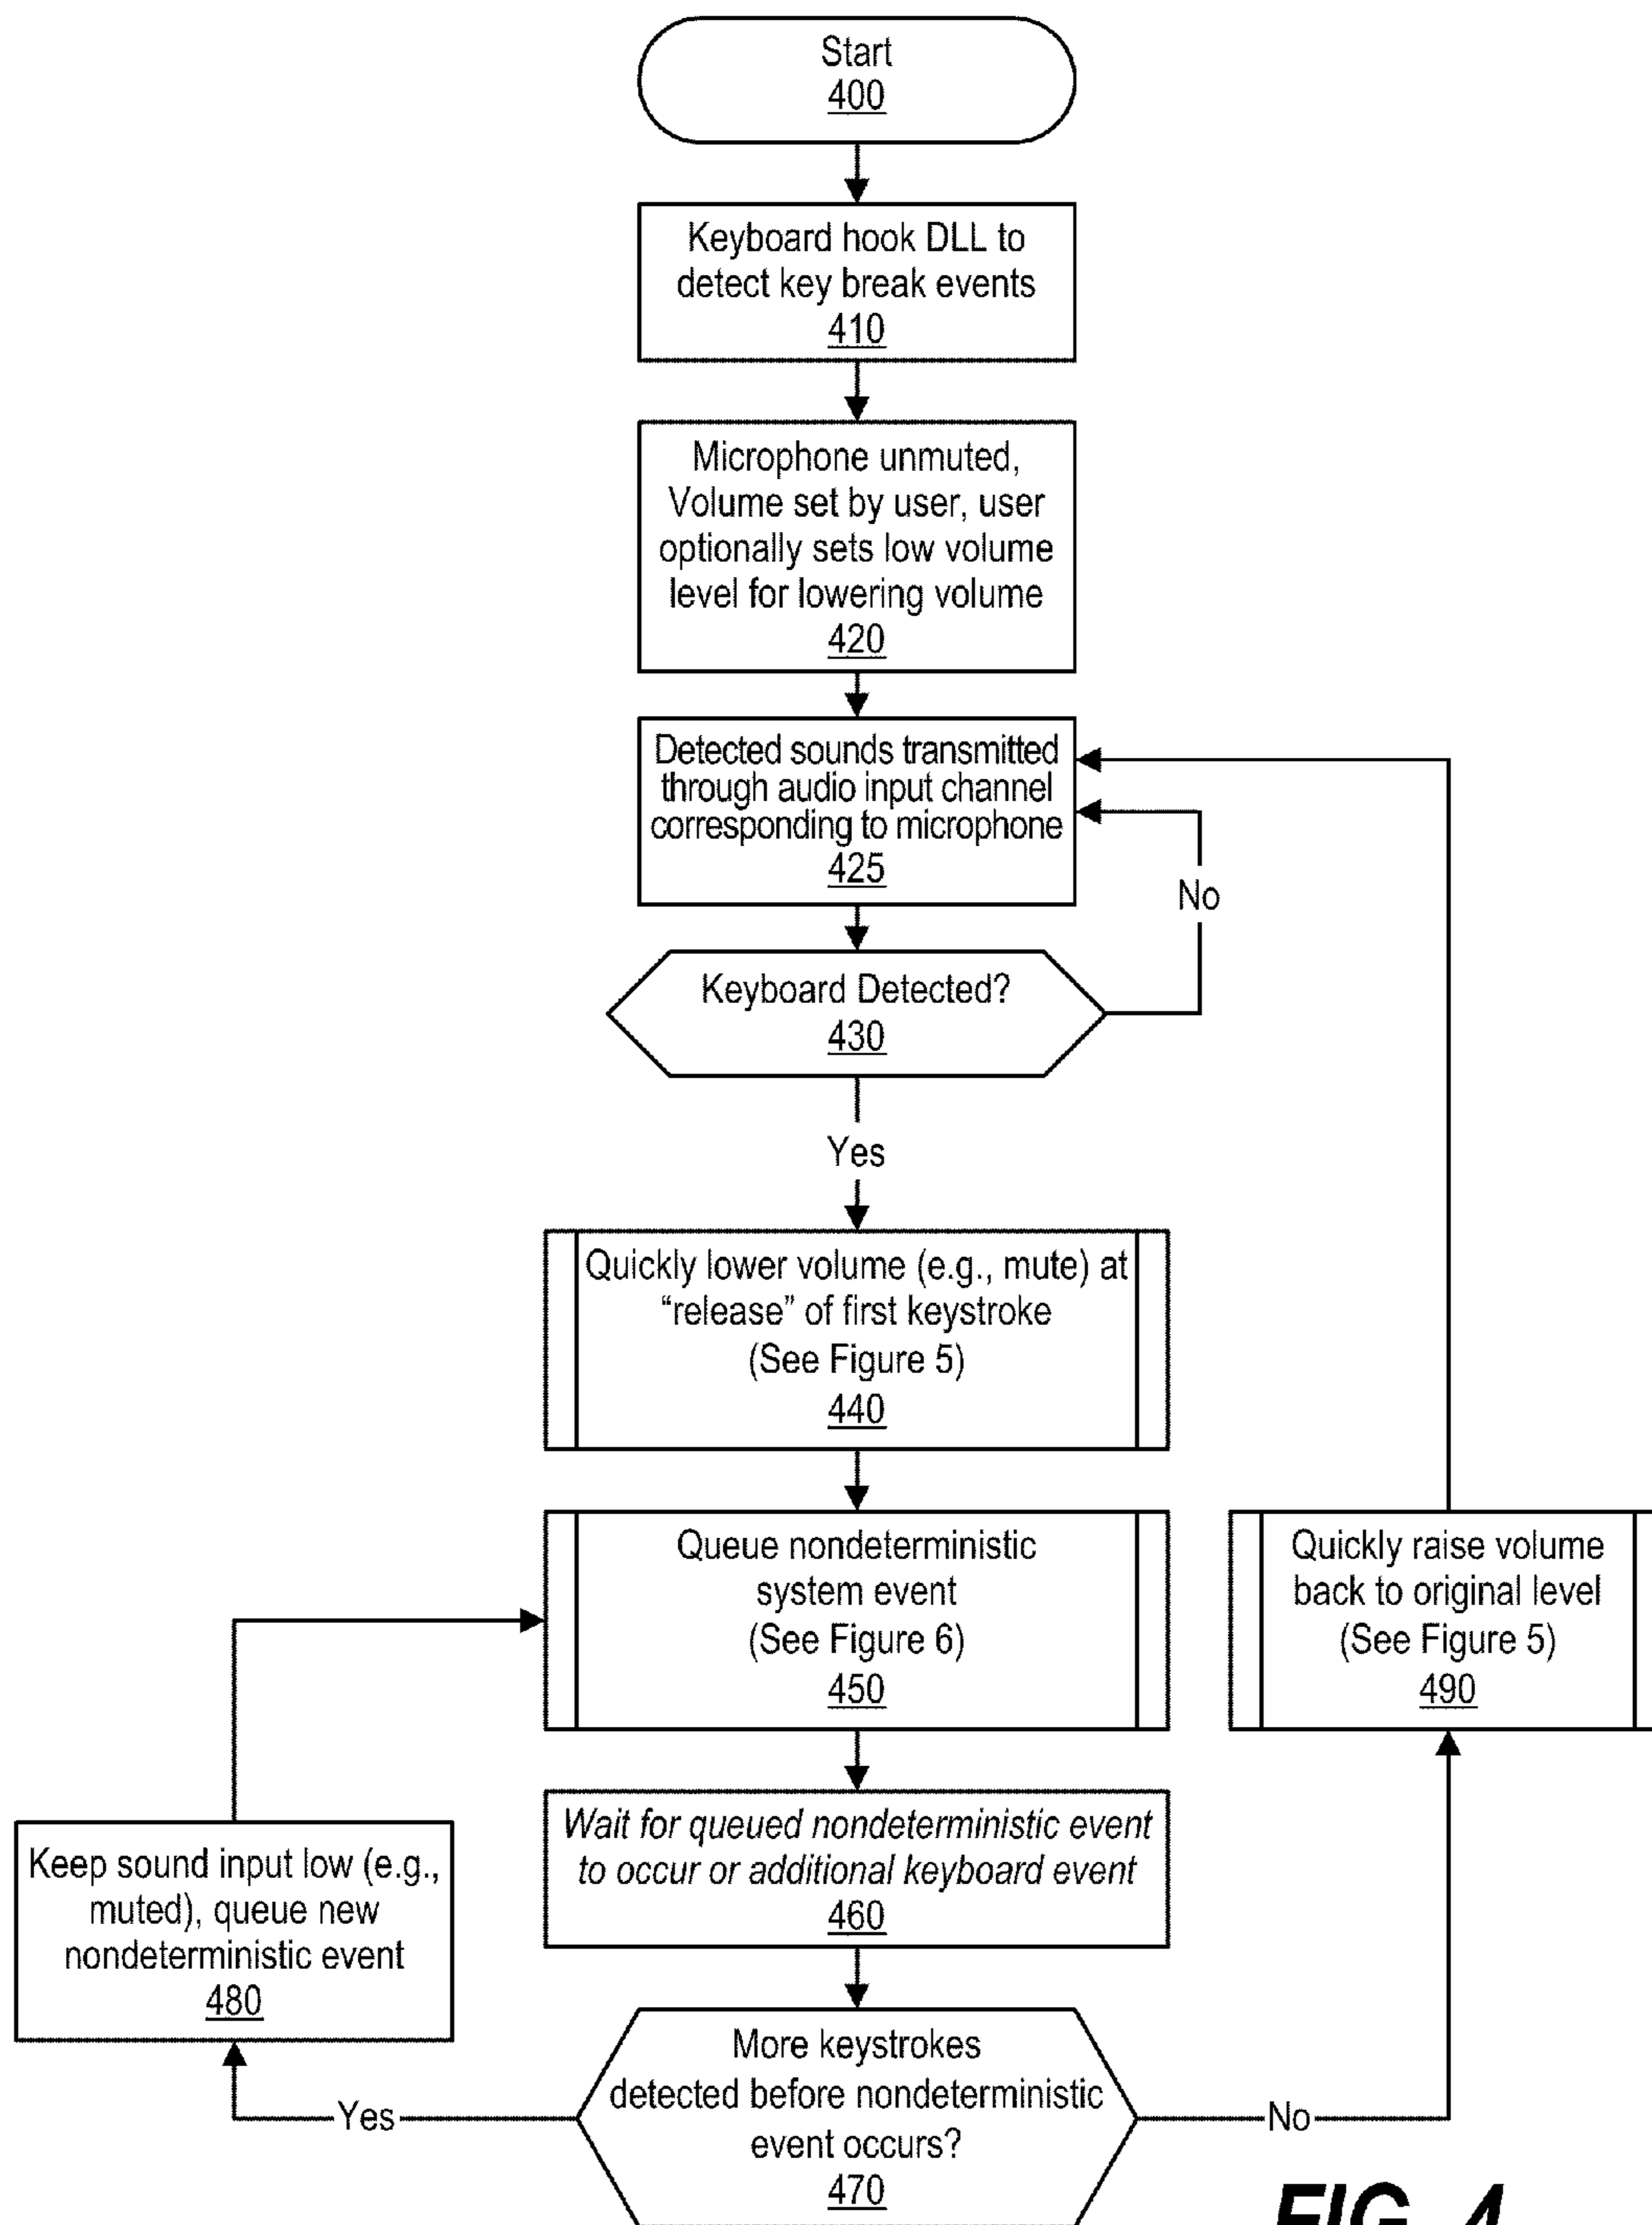 Start
400
Keyboard hook DLL to
detect key break events
410
Microphone unmuted,
Volume set by user, user
optionally sets low volume
level for lowering volume
420
Detected sounds transmitted
through audio input channel
corresponding to microphone
425
No
Keyboard Detected?
430
Yes
Quickly lower volume (e.g., mute) at
“release” of first keystroke
(See Figure 5)
440
Queue nondeterministic
system event
(See Figure 6)
450
Quickly raise volume
back to original level
(See Figure 5)
490
Wait for queued nondeterministic event
to occur or additional keyboard event
460
Keep sound input low (e.g.,
muted), queue new
nondeterministic event
480
More keystrokes
detected before nondeterministic
event occurs?
470
Yes
No
FIG. 4